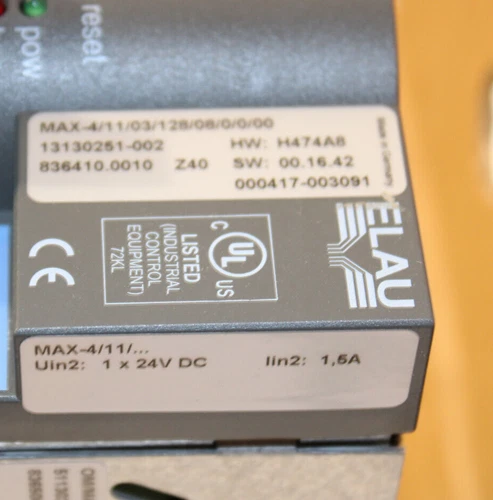 reset
pow
MAX-4/11/03/128/08/0/0/00
13130251-002 HW: H474A8
836410.0010 Z40 SW: 00.16.42
000417-003091
Made in Germany
ELAU
C UL US
LISTED
(INDUSTRIAL
CONTROL
EQUIPMENT)
72KL
CE
MAX-4/11/...
Uin2: 1 x 24V DC Iin2: 1,5A